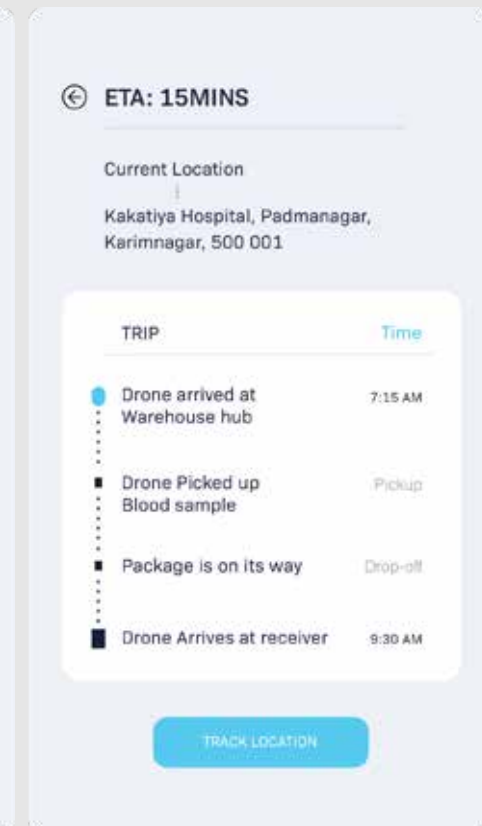 ETA: 15MINS
Current Location
Kakatiya Hospital, Padmanagar,
Karimnagar, 500 001
TRIP Time
Drone arrived at 7:15 AM
Warehouse hub
Drone Picked up Pickup
Blood sample
Package is on its way Drop-off
Drone Arrives at receiver 9:30 AM
TRACK LOCATION